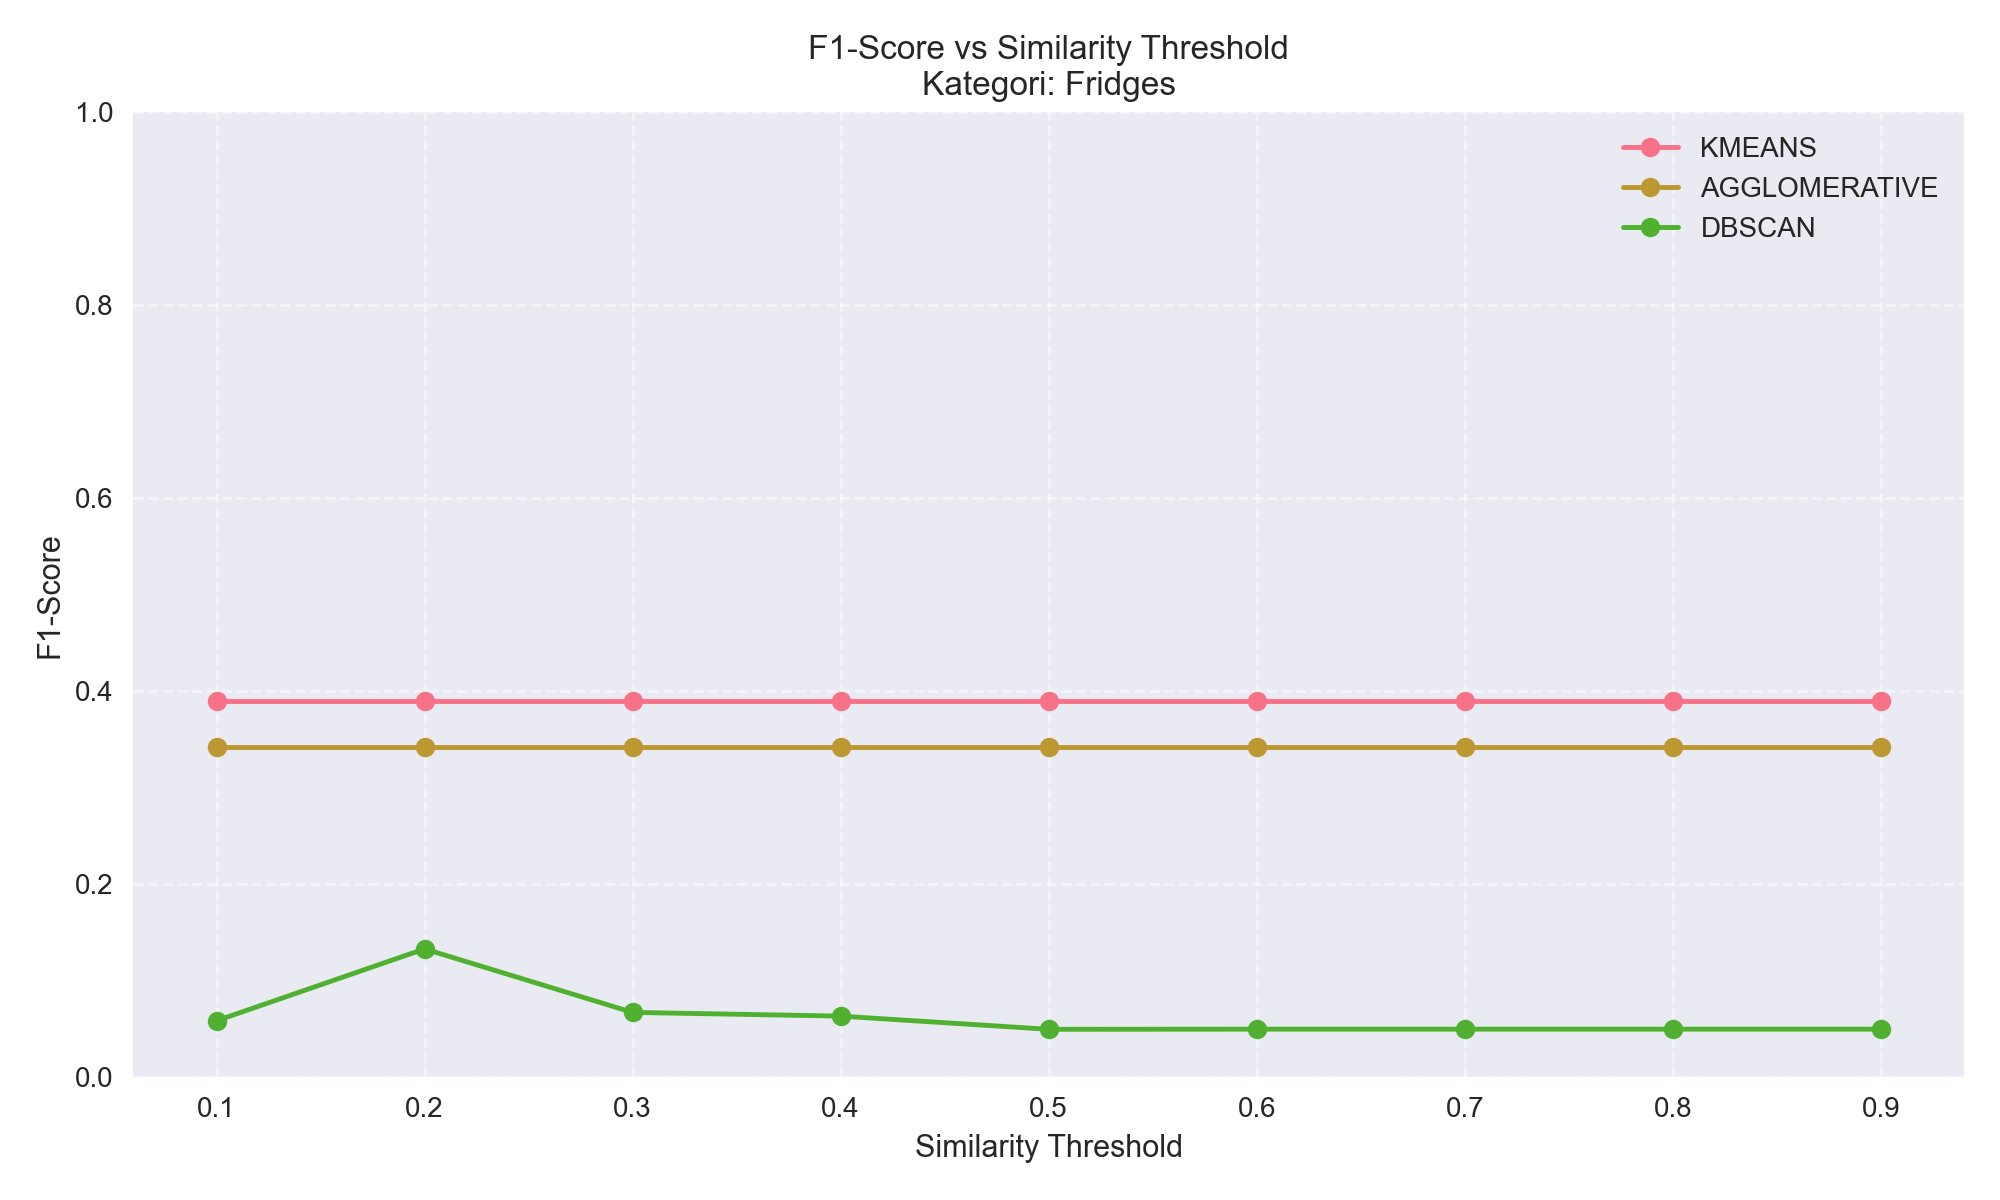 F1-Score vs Similarity Threshold
Kategori: Fridges
KMEANS
AGGLOMERATIVE
DBSCAN
F1-Score
1.0
0.8
0.6
0.4
0.2
0.0
0.1 0.2 0.3 0.4 0.5 0.6 0.7 0.8 0.9
Similarity Threshold